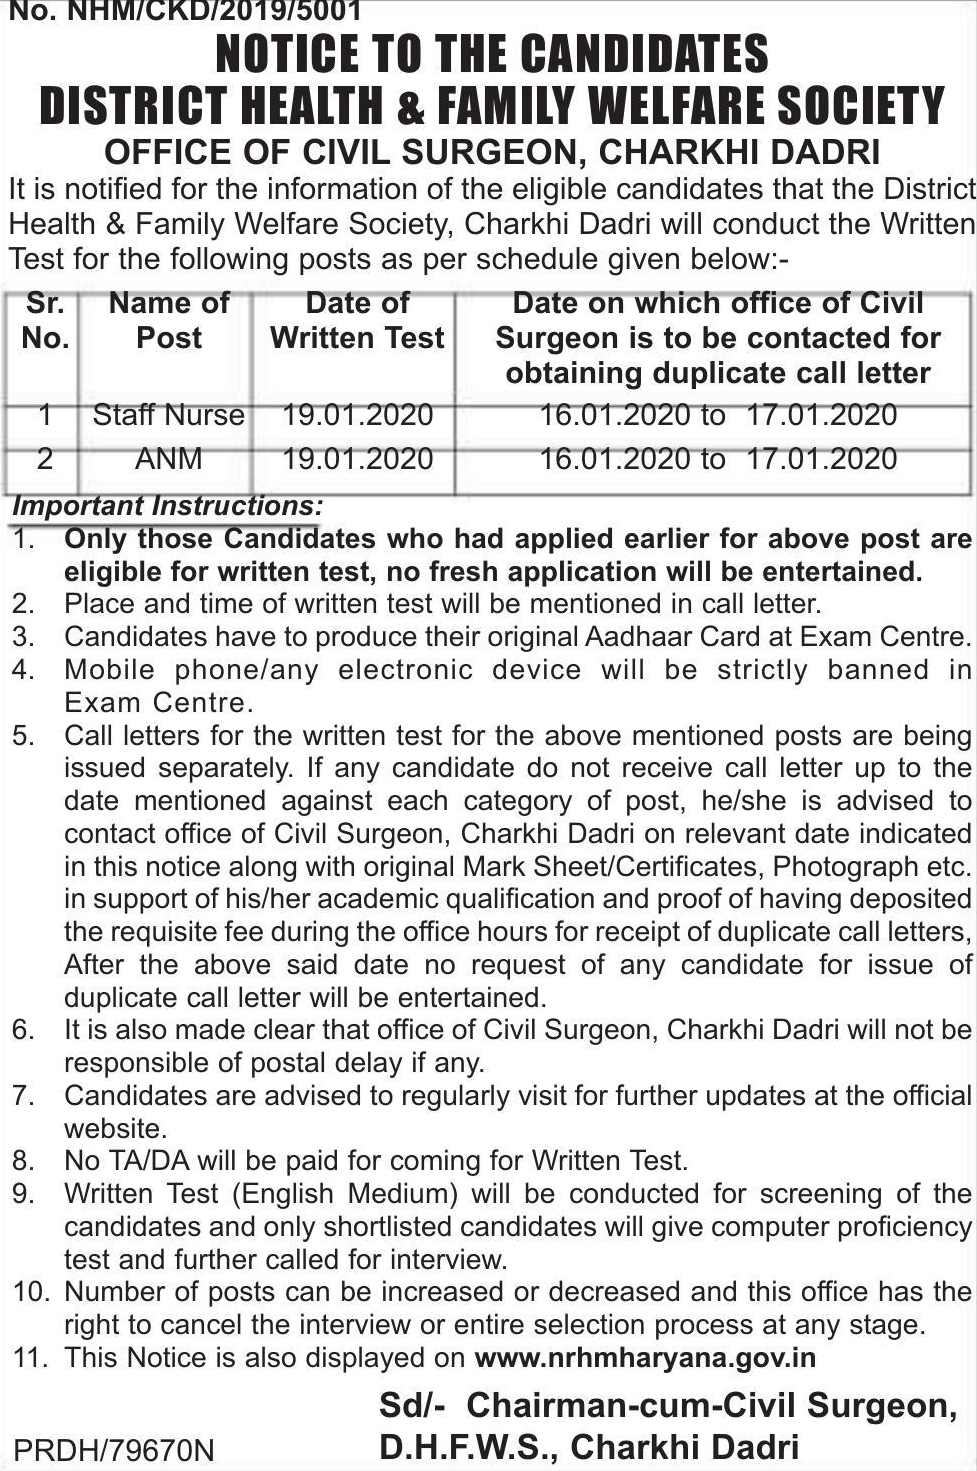 No. NHM/CKD/2019/5001
NOTICE TO THE CANDIDATES
DISTRICT HEALTH & FAMILY WELFARE SOCIETY
OFFICE OF CIVIL SURGEON, CHARKHI DADRI
It is notified for the information of the eligible candidates that the District
Health & Family Welfare Society, Charkhi Dadri will conduct the Written
Test for the following posts as per schedule given below:-
Sr. Name of Date of Date on which office of Civil
No. Post Written Test Surgeon is to be contacted for
obtaining duplicate call letter
1 Staff Nurse 19.01.2020 16.01.2020 to 17.01.2020
2 ANM 19.01.2020 16.01.2020 to 17.01.2020
Important Instructions:
1. Only those Candidates who had applied earlier for above post are
eligible for written test, no fresh application will be entertained.
2. Place and time of written test will be mentioned in call letter.
3. Candidates have to produce their original Aadhaar Card at Exam Centre.
4. Mobile phone/any electronic device will be strictly banned in
Exam Centre.
5. Call letters for the written test for the above mentioned posts are being
issued separately. If any candidate do not receive call letter up to the
date mentioned against each category of post, he/she is advised to
contact office of Civil Surgeon, Charkhi Dadri on relevant date indicated
in this notice along with original Mark Sheet/Certificates, Photograph etc.
in support of his/her academic qualification and proof of having deposited
the requisite fee during the office hours for receipt of duplicate call letters,
After the above said date no request of any candidate for issue of
duplicate call letter will be entertained.
6. It is also made clear that office of Civil Surgeon, Charkhi Dadri will not be
responsible of postal delay if any.
7. Candidates are advised to regularly visit for further updates at the official
website.
8. No TA/DA will be paid for coming for Written Test.
9. Written Test (English Medium) will be conducted for screening of the
candidates and only shortlisted candidates will give computer proficiency
test and further called for interview.
10. Number of posts can be increased or decreased and this office has the
right to cancel the interview or entire selection process at any stage.
11. This Notice is also displayed on www.nrhmharyana.gov.in
Sd/- Chairman-cum-Civil Surgeon,
PRDH/79670N D.H.F.W.S., Charkhi Dadri